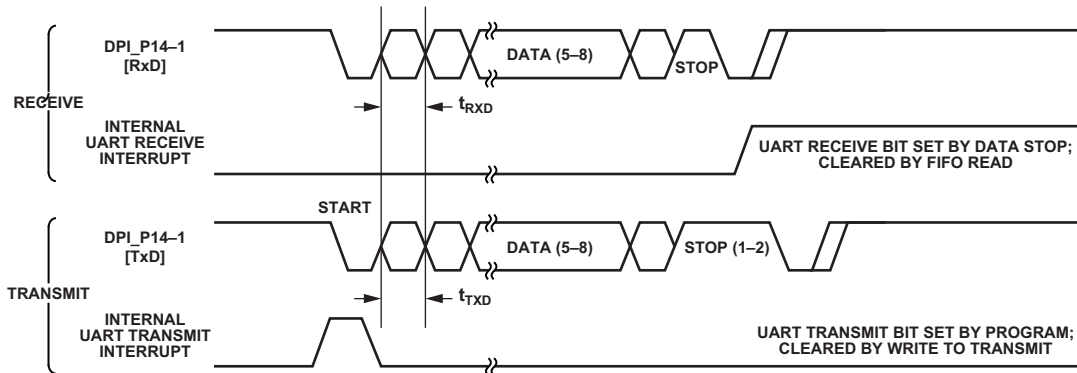 DPI_P14–1
[RxD]
DATA (5–8)
STOP
RECEIVE
tRXD
INTERNAL
UART RECEIVE
INTERRUPT
UART RECEIVE BIT SET BY DATA STOP;
CLEARED BY FIFO READ
START
DPI_P14–1
[TxD]
DATA (5–8)
STOP (1–2)
TRANSMIT
tTXD
INTERNAL
UART TRANSMIT
INTERRUPT
UART TRANSMIT BIT SET BY PROGRAM;
CLEARED BY WRITE TO TRANSMIT